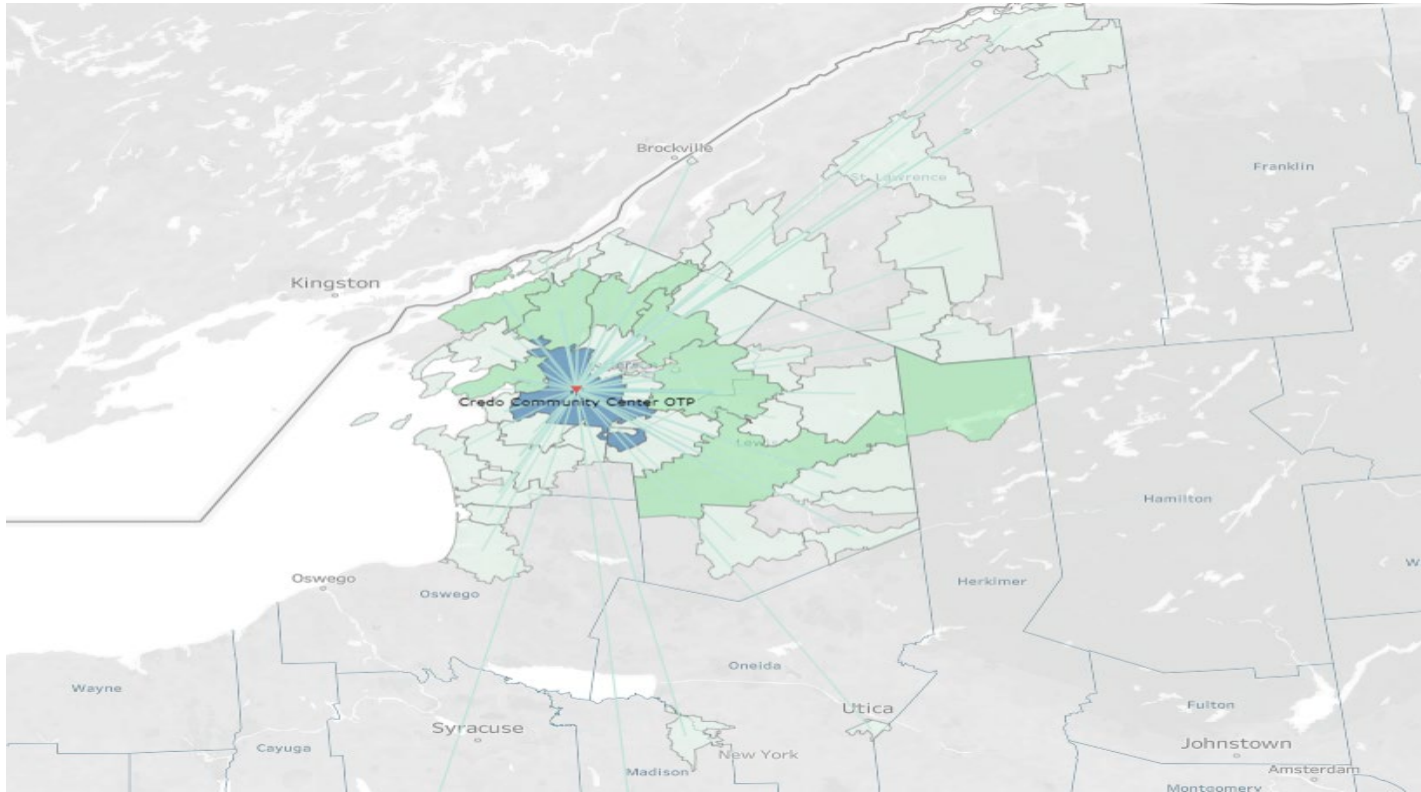 Brockville
Franklin
St. Lawrence
Kingston
Credo Community Center OTP
Lewis
Hamilton
Oswego
Oswego
Herkimer
Oneida
Wayne
Utica
Fulton
Syracuse
Cayuga
New York
Johnstown
Madison
Amsterdam
Montgomery